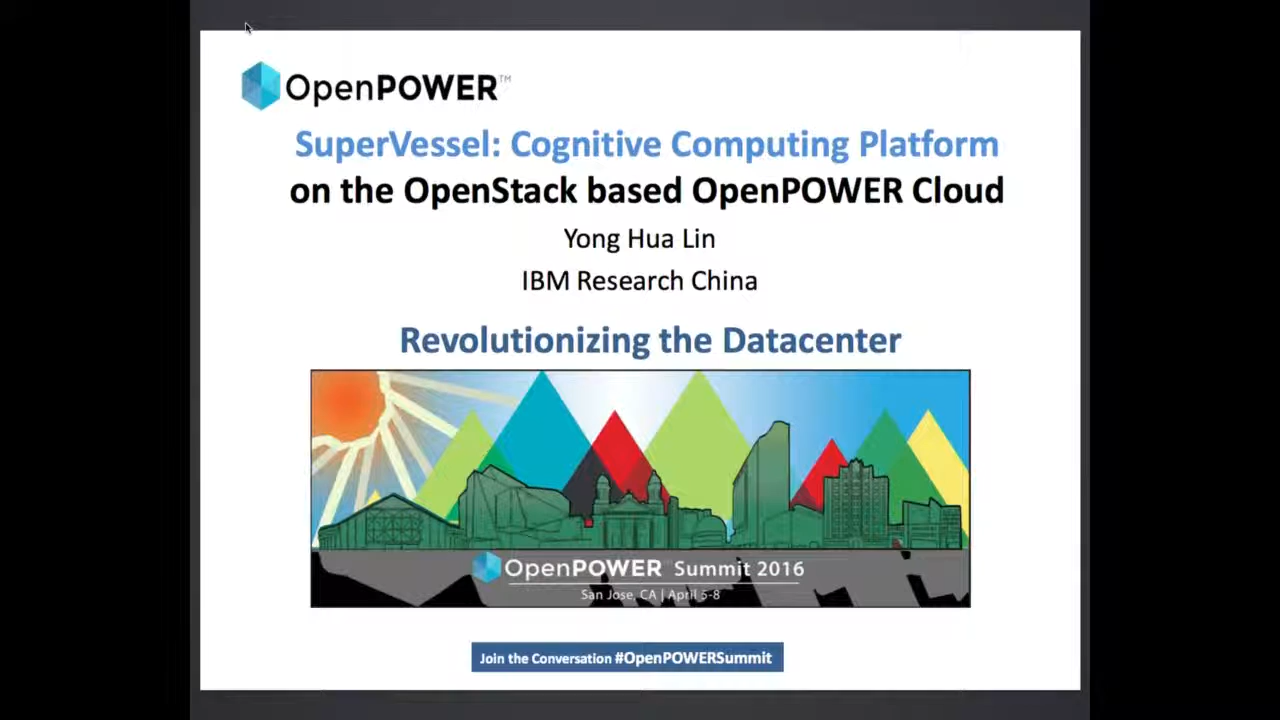 OpenPOWER™
SuperVessel: Cognitive Computing Platform
on the OpenStack based OpenPOWER Cloud
Yong Hua Lin
IBM Research China
Revolutionizing the Datacenter
OpenPOWER Summit 2016
San Jose, CA | April 5-8
Join the Conversation #OpenPOWERSummit